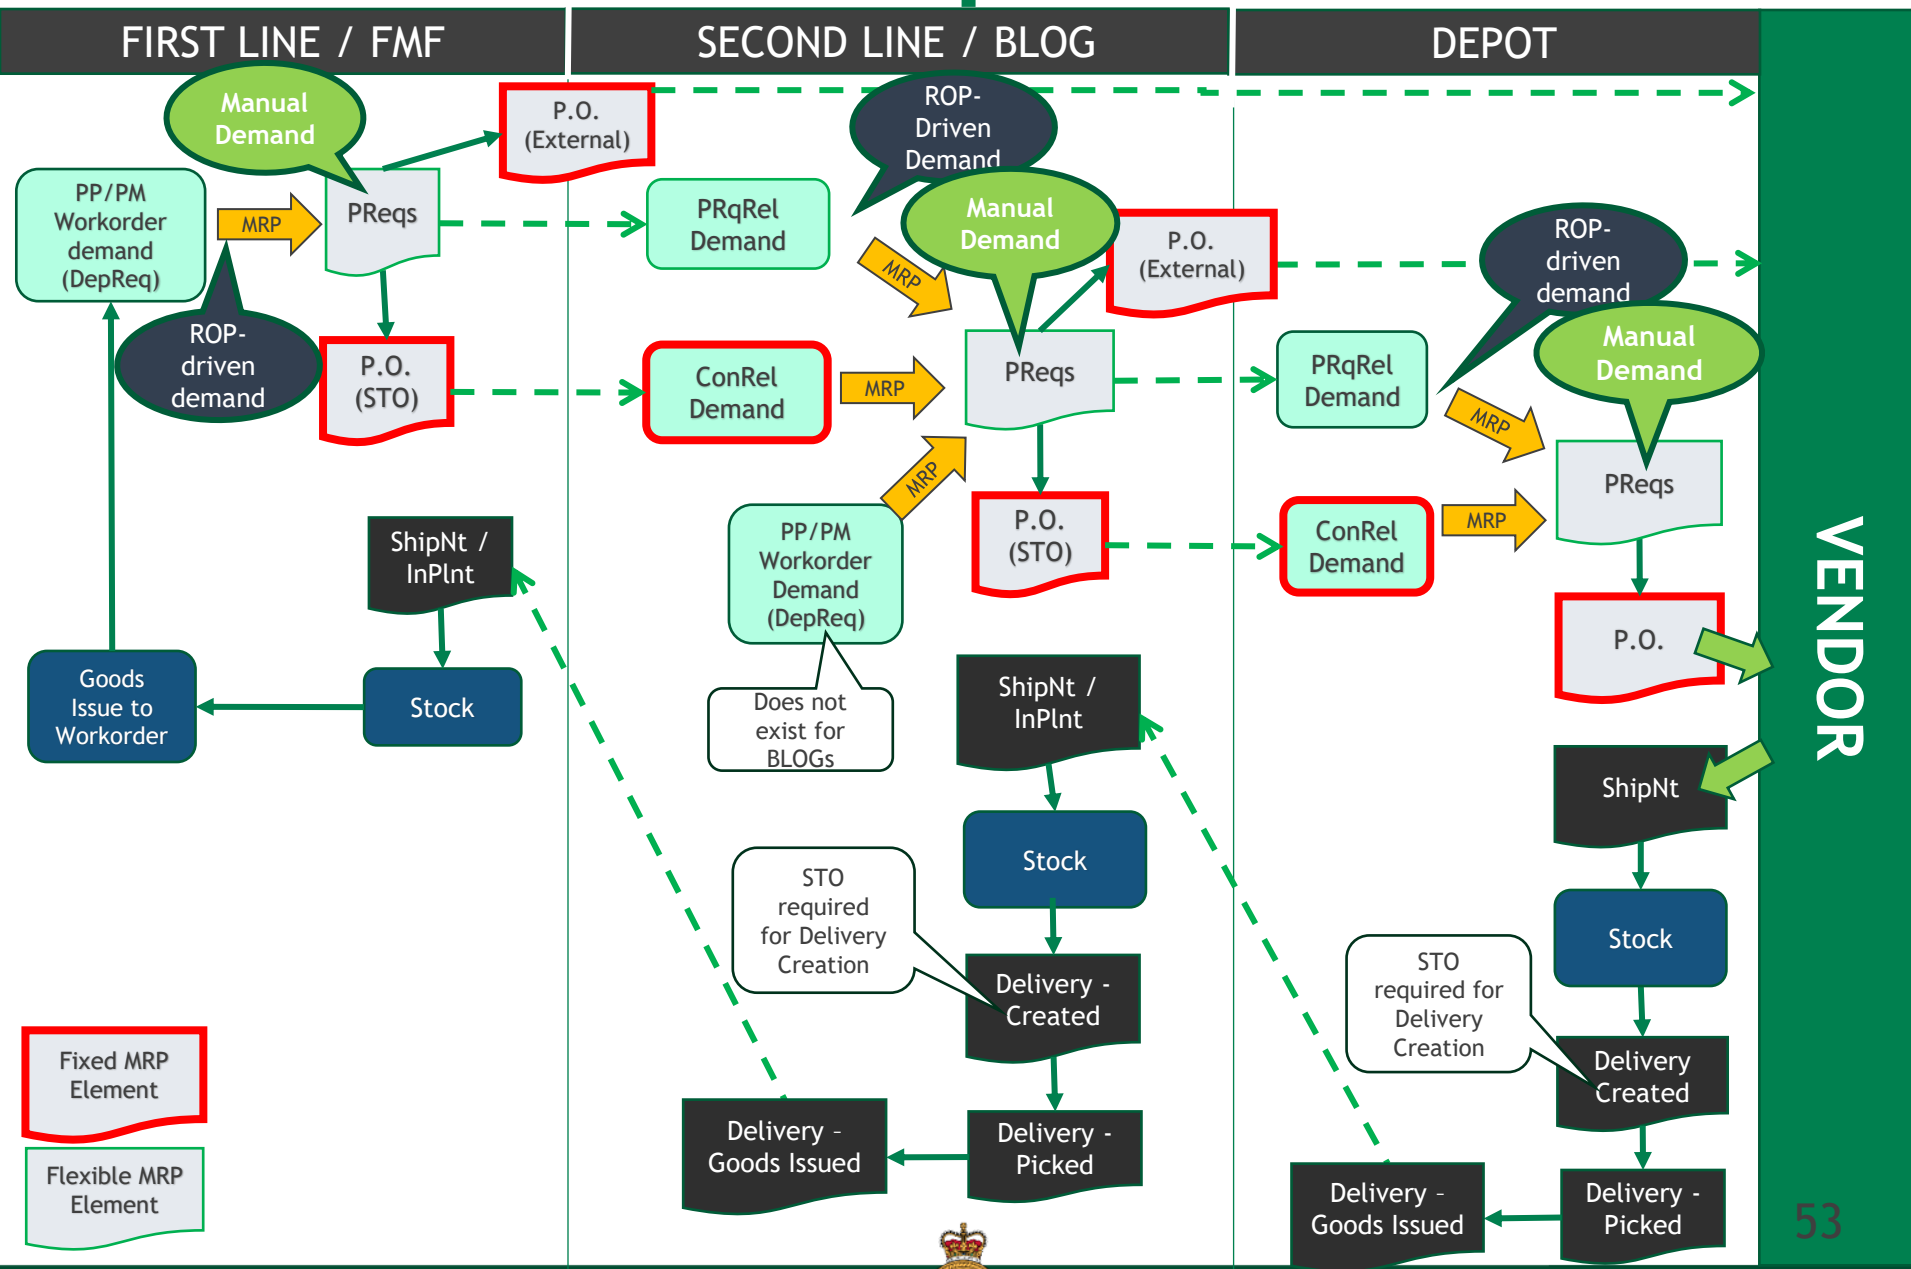 FIRST LINE / FMF
SECOND LINE / BLOG
DEPOT
Manual
Demand
P.O.
(External)
ROP-
Driven
Demand
PP/PM
Workorder
demand
(DepReq)
MRP
PReqs
PRqRel
Demand
MRP
Manual
Demand
P.O.
(External)
ROP-
driven
demand
Manual
Demand
ROP-
driven
demand
P.O.
(STO)
ConRel
Demand
MRP
PReqs
PRqRel
Demand
MRP
PReqs
MRP
ShipNt /
InPlnt
PP/PM
Workorder
Demand
(DepReq)
P.O.
(STO)
ConRel
Demand
MRP
P.O.
VENDOR
Goods
Issue to
Workorder
Stock
Does not
exist for
BLOGs
ShipNt /
InPlnt
ShipNt
Stock
STO
required
for Delivery
Creation
Stock
STO
required for
Delivery
Creation
Delivery -
Created
Delivery
Created
Fixed MRP
Element
Delivery –
Goods Issued
Delivery -
Picked
Flexible MRP
Element
Delivery –
Goods Issued
Delivery -
Picked
53